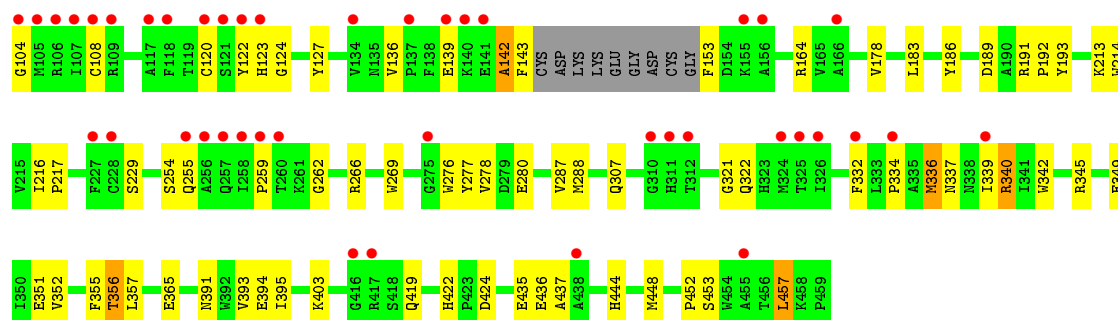 G104 M105 R106 I107 C108 R109 A117 F118 T119 C120 S121 Y122 H123 G124 Y127 V134 N135 V136 P137 F138 E139 K140 E141 A142 F143 CYS ASP LYS LYS GLU GLY ASP CYS GLY F153 D154 K155 A156 R164 V165 A166 V178 L183 Y186 D189 A190 R191 P192 Y193 K213 W214
V215 I216 P217 F227 C228 S229 S254 Q255 A256 Q257 I258 P259 T260 K261 G262 R266 W269 G275 W276 Y277 V278 D279 E280 V287 M288 Q307 G310 H311 T312 G321 Q322 H323 M324 T325 I326 F332 L333 P334 A335 M336 N337 N338 I339 R340 I341 W342 R345
I350 E351 V352 F355 T356 L357 E365 N391 W392 V393 E394 I395 K403 G416 R417 S418 Q419 H422 P423 D424 E435 E436 A437 A438 H444 M448 P452 S453 W454 A455 T456 L457 K458 P459